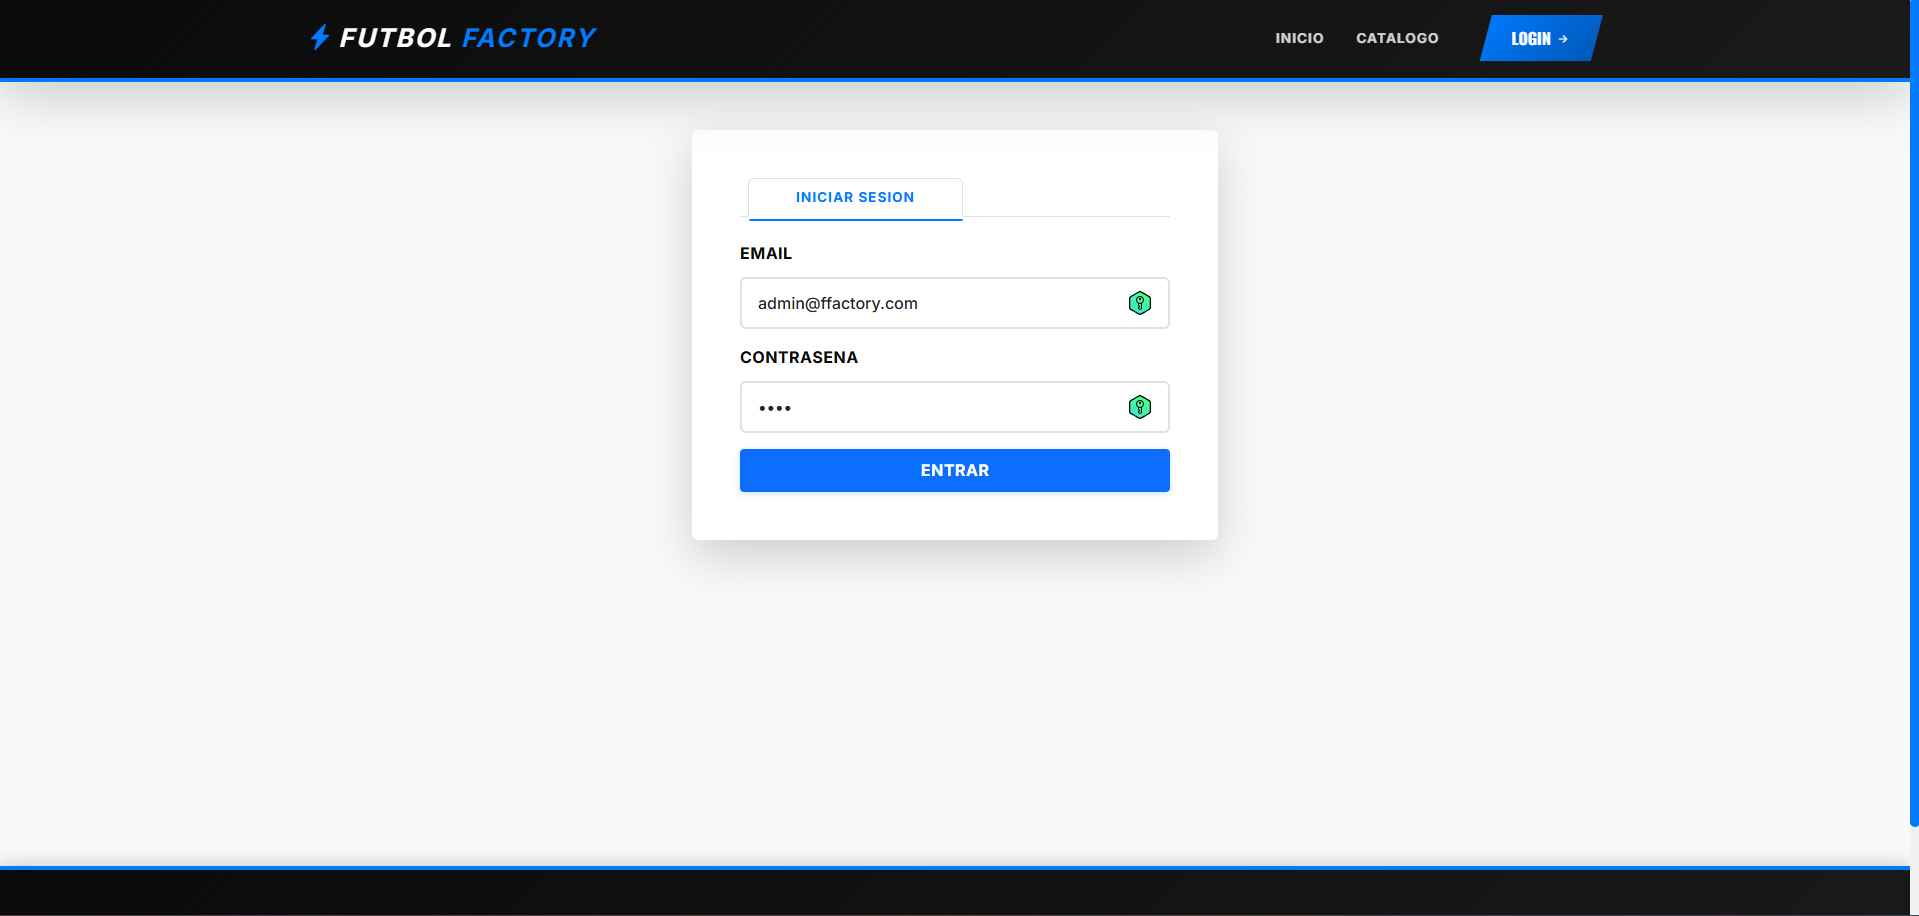 FUTBOL FACTORY
INICIO
CATALOGO
LOGIN →
INICIAR SESION
EMAIL
admin@ffactory.com
CONTRASENA
••••
ENTRAR